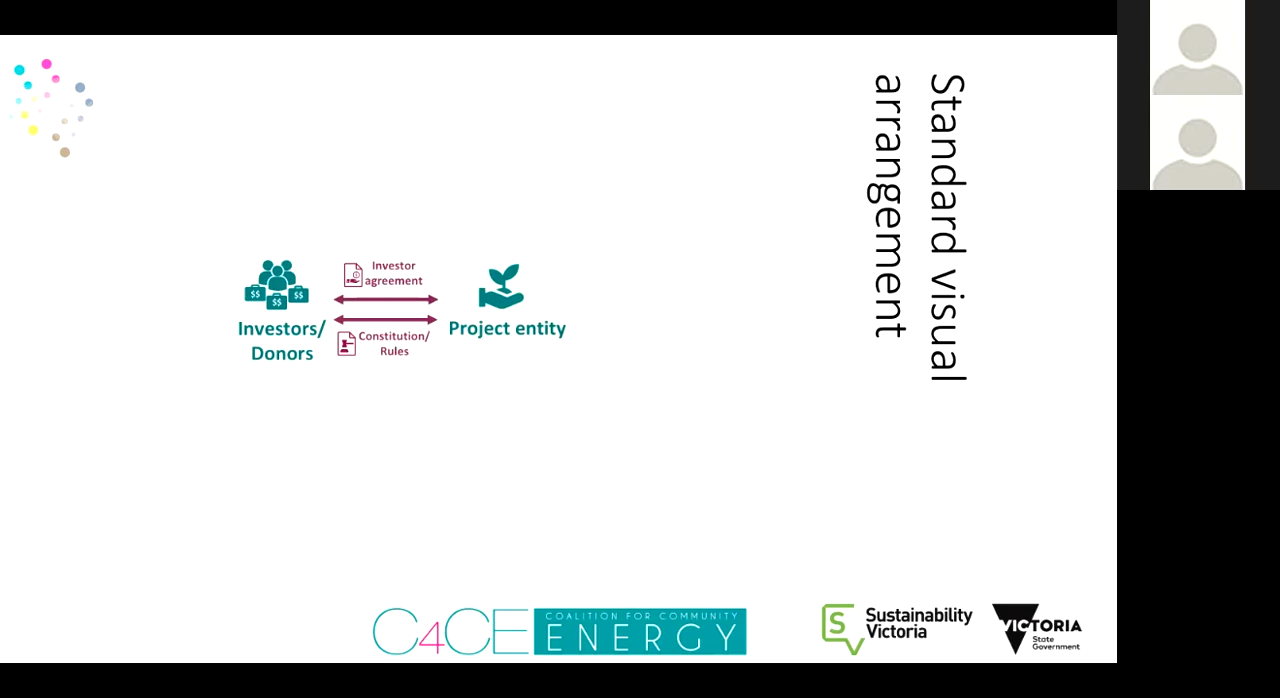 Standard visual
arrangement
$$ $$ $$
Investors/
Donors
Investor
agreement
Constitution/
Rules
Project entity
C4CE
COALITION FOR COMMUNITY
ENERGY
S
Sustainability
Victoria
VICTORIA
State
Government